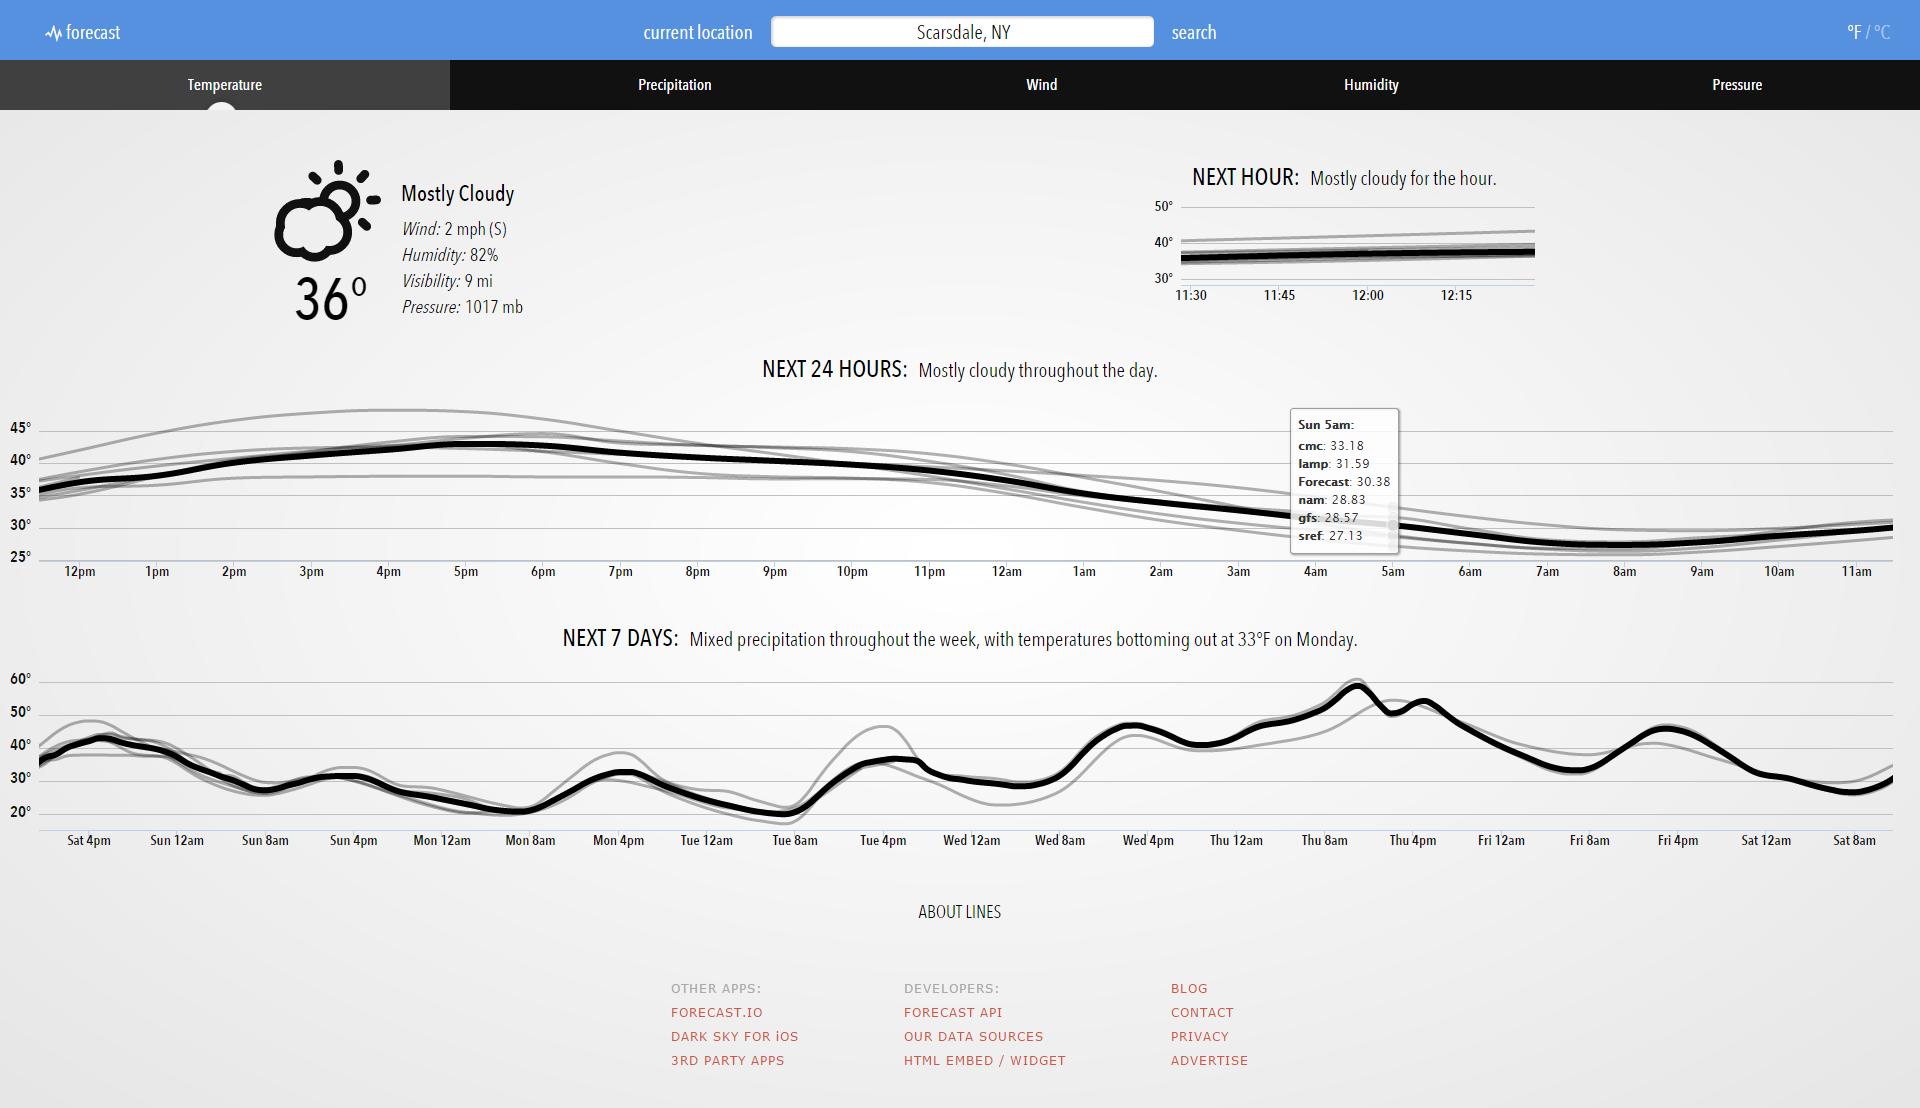 forecast
current location
Scarsdale, NY
search
°F / °C
Temperature
Precipitation
Wind
Humidity
Pressure
Mostly Cloudy
Wind: 2 mph (S)
Humidity: 82%
Visibility: 9 mi
Pressure: 1017 mb
36°
NEXT HOUR: Mostly cloudy for the hour.
50°
40°
30°
11:30 11:45 12:00 12:15
NEXT 24 HOURS: Mostly cloudy throughout the day.
45°
40°
35°
30°
25°
Sun 5am:
cmc: 33.18
lamp: 31.59
Forecast: 30.38
nam: 28.83
gfs: 28.57
sref: 27.13
12pm 1pm 2pm 3pm 4pm 5pm 6pm 7pm 8pm 9pm 10pm 11pm 12am 1am 2am 3am 4am 5am 6am 7am 8am 9am 10am 11am
NEXT 7 DAYS: Mixed precipitation throughout the week, with temperatures bottoming out at 33°F on Monday.
60°
50°
40°
30°
20°
Sat 4pm Sun 12am Sun 8am Sun 4pm Mon 12am Mon 8am Mon 4pm Tue 12am Tue 8am Tue 4pm Wed 12am Wed 8am Wed 4pm Thu 12am Thu 8am Thu 4pm Fri 12am Fri 8am Fri 4pm Sat 12am Sat 8am
ABOUT LINES
OTHER APPS:
FORECAST.IO
DARK SKY FOR iOS
3RD PARTY APPS
DEVELOPERS:
FORECAST API
OUR DATA SOURCES
HTML EMBED / WIDGET
BLOG
CONTACT
PRIVACY
ADVERTISE